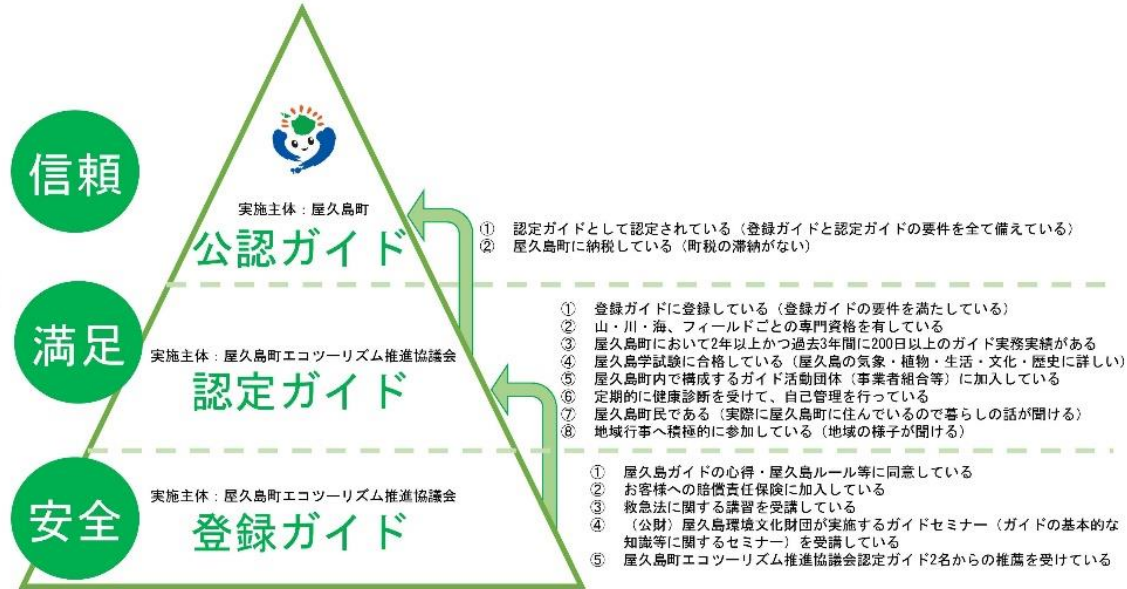 信頼
実施主体：屋久島町
公認ガイド
① 認定ガイドとして認定されている（登録ガイドと認定ガイドの要件を全て備えている）
② 屋久島町に納税している（町税の滞納がない）
満足
実施主体：屋久島町エコツーリズム推進協議会
認定ガイド
① 登録ガイドに登録している（登録ガイドの要件を満たしている）
② 山・川・海、フィールドごとの専門資格を有している
③ 屋久島町において2年以上かつ過去3年間に200日以上のガイド実務実績がある
④ 屋久島学試験に合格している（屋久島の気象・植物・生活・文化・歴史に詳しい）
⑤ 屋久島町内で構成するガイド活動団体（事業者組合等）に加入している
⑥ 定期的に健康診断を受けて、自己管理を行っている
⑦ 屋久島町民である（実際に屋久島町に住んでいるので暮らしの話が聞ける）
⑧ 地域行事へ積極的に参加している（地域の様子が聞ける）
安全
実施主体：屋久島町エコツーリズム推進協議会
登録ガイド
① 屋久島ガイドの心得・屋久島ルール等に同意している
② お客様への賠償責任保険に加入している
③ 救急法に関する講習を受講している
④ （公財）屋久島環境文化財団が実施するガイドセミナー（ガイドの基本的な
知識等に関するセミナー）を受講している
⑤ 屋久島町エコツーリズム推進協議会認定ガイド2名からの推薦を受けている